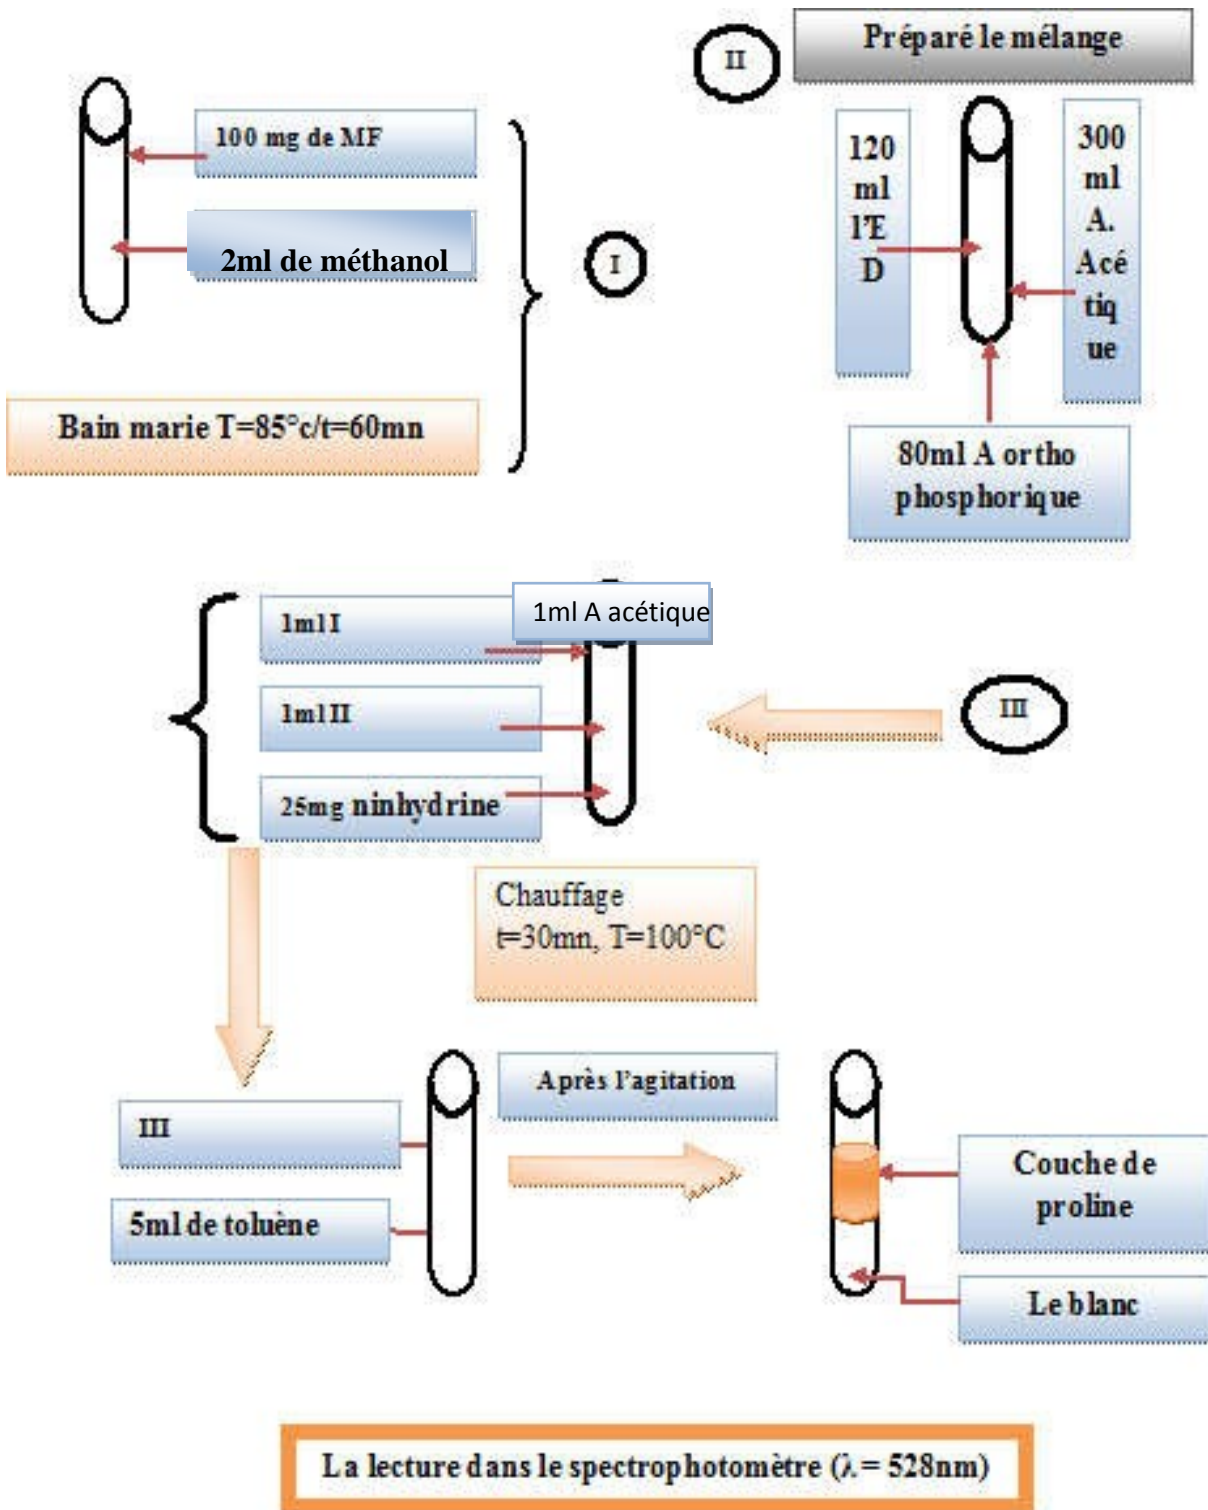 100 mg de MF
2ml de méthanol
I
Bain marie T=85°c/t=60mn
II
Préparé le mélange
120
ml
l'E
D
300
ml
A.
Acé
tiq
ue
80ml A ortho
phosphorique
1ml I
1ml A acétique
1ml II
25mg ninhydrine
III
Chauffage
t=30mn, T=100°C
III
5ml de toluène
Après l'agitation
Couche de
proline
Le blanc
La lecture dans le spectrophotomètre (λ = 528nm)